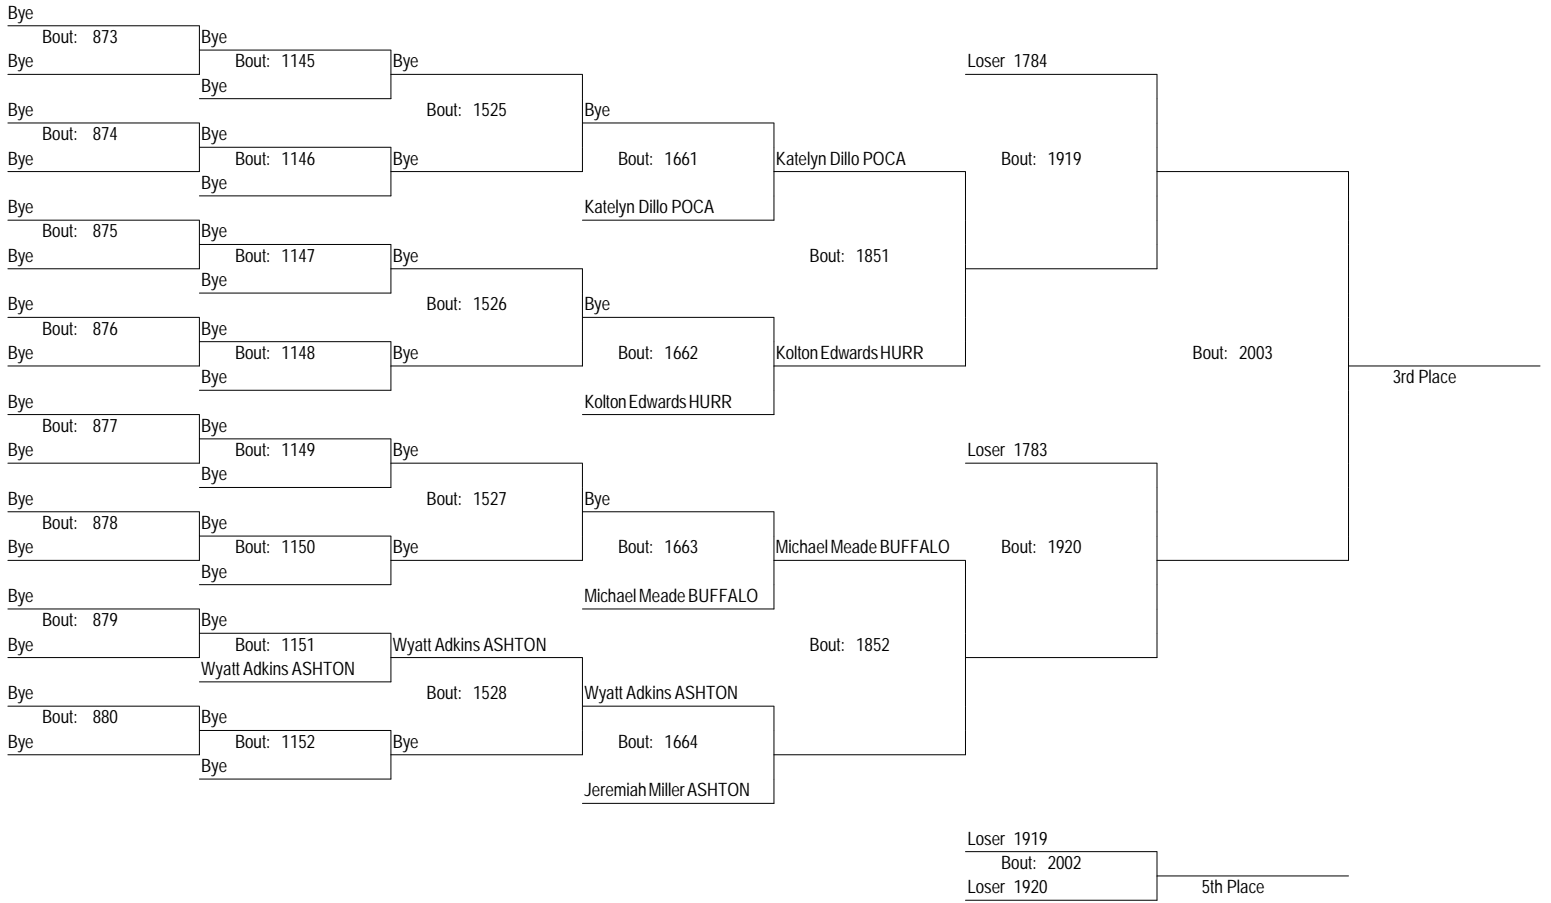 Bye
Bout: 873
Bye
Bye
Bout: 1145
Bye
Bye
Loser 1784
Bye
Bout: 874
Bye
Bye
Bout: 1146
Bye
Bye
Bout: 1525
Bye
Bout: 1661
Katelyn Dillo POCA
Katelyn Dillo POCA
Bout: 1919
Bye
Bout: 875
Bye
Bye
Bout: 1147
Bye
Bye
Bout: 1851
Bye
Bout: 876
Bye
Bye
Bout: 1148
Bye
Bye
Bout: 1526
Bye
Bout: 1662
Kolton Edwards HURR
Kolton Edwards HURR
Bout: 2003
3rd Place
Bye
Bout: 877
Bye
Bye
Bout: 1149
Bye
Bye
Loser 1783
Bye
Bout: 878
Bye
Bye
Bout: 1150
Bye
Bye
Bout: 1527
Bye
Bout: 1663
Michael Meade BUFFALO
Michael Meade BUFFALO
Bout: 1920
Bye
Bout: 879
Bye
Bye
Bout: 1151
Wyatt Adkins ASHTON
Wyatt Adkins ASHTON
Bout: 1852
Bye
Bout: 880
Bye
Bye
Bout: 1152
Bye
Bye
Bout: 1528
Wyatt Adkins ASHTON
Bout: 1664
Jeremiah Miller ASHTON
Loser 1919
Bout: 2002
Loser 1920
5th Place